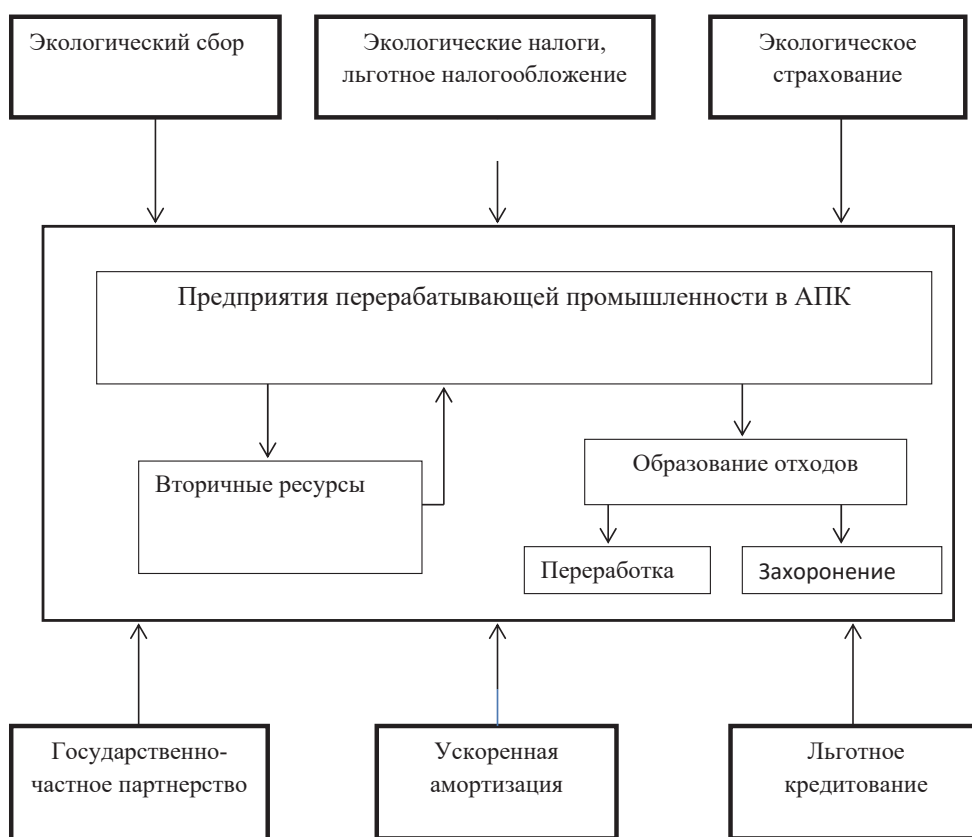 Экологический сбор
Экологические налоги,
льготное налогообложение
Экологическое
страхование
Предприятия перерабатывающей промышленности в АПК
Вторичные ресурсы
Образование отходов
Переработка
Захоронение
Государственно-
частное партнерство
Ускоренная
амортизация
Льготное
кредитование